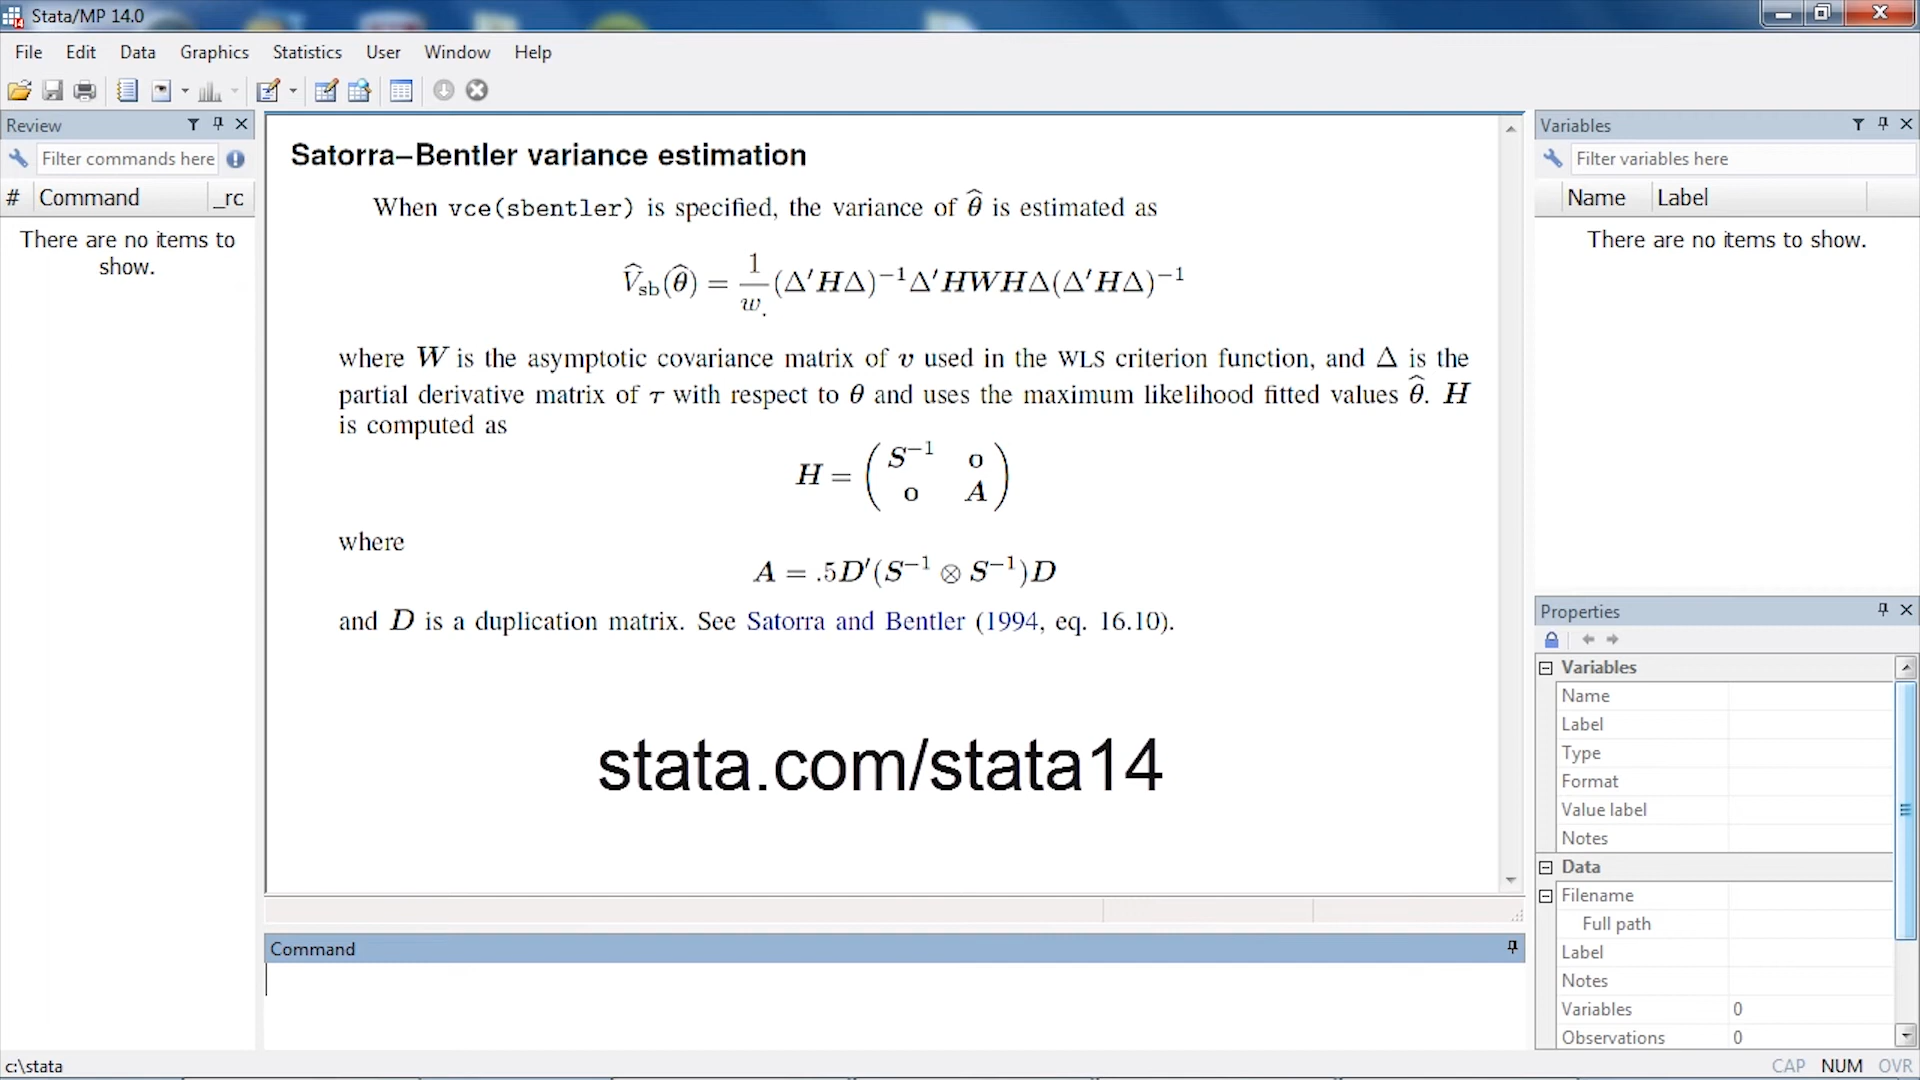 Stata/MP 14.0
File Edit Data Graphics Statistics User Window Help
Review
Filter commands here
# Command _rc
There are no items to
show.
Satorra–Bentler variance estimation
When vce(sbentler) is specified, the variance of θ̂ is estimated as
V̂sb(θ̂) = 1/w. (Δ′HΔ)⁻¹Δ′HWHΔ(Δ′HΔ)⁻¹
where W is the asymptotic covariance matrix of v used in the WLS criterion function, and Δ is the
partial derivative matrix of τ with respect to θ and uses the maximum likelihood fitted values θ̂. H
is computed as
H = ( S⁻¹ o
o A )
where
A = .5D′(S⁻¹ ⊗ S⁻¹)D
and D is a duplication matrix. See Satorra and Bentler (1994, eq. 16.10).
stata.com/stata14
Command
Variables
Filter variables here
Name Label
There are no items to show.
Properties
Variables
Name
Label
Type
Format
Value label
Notes
Data
Filename
Full path
Label
Notes
Variables 0
Observations 0
c:\stata
CAP NUM OVR